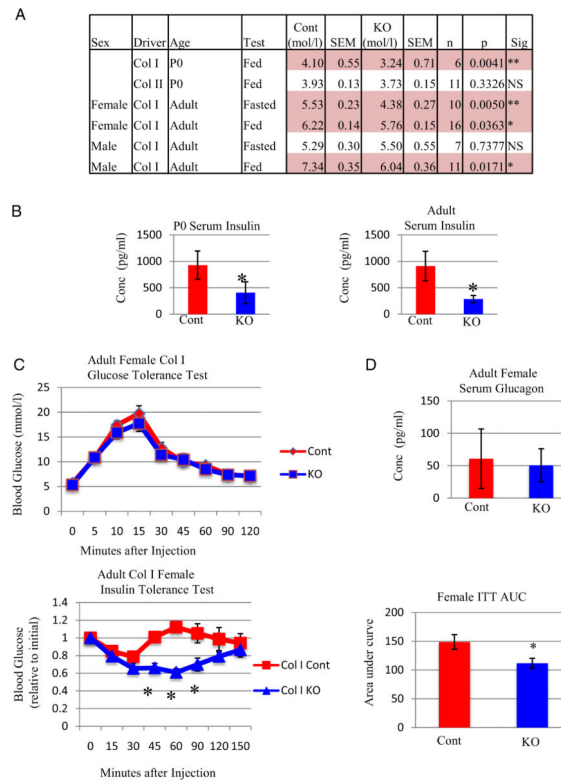 A
Sex Driver Age Test Cont (mol/l) SEM KO (mol/l) SEM n p Sig
Col I P0 Fed 4.10 0.55 3.24 0.71 6 0.0041 **
Col II P0 Fed 3.93 0.13 3.73 0.15 11 0.3326 NS
Female Col I Adult Fasted 5.53 0.23 4.38 0.27 10 0.0050 **
Female Col I Adult Fed 6.22 0.14 5.76 0.15 16 0.0363 *
Male Col I Adult Fasted 5.29 0.30 5.50 0.55 7 0.7377 NS
Male Col I Adult Fed 7.34 0.35 6.04 0.36 11 0.0171 *
B
P0 Serum Insulin
Conc (pg/ml)
1500
1000
500
0
*
Cont KO
Adult
Serum Insulin
Conc (pg/ml)
1500
1000
500
0
*
Cont KO
C
Adult Female Col I
Glucose Tolerance Test
Blood Glucose (mmol/l)
25
20
15
10
5
0
0 5 10 15 30 45 60 90 120
Minutes after Injection
Cont
KO
D
Adult Female
Serum Glucagon
Conc (pg/ml)
150
100
50
0
Cont KO
Adult Col I Female
Insulin Tolerance Test
Blood Glucose
(relative to initial)
1.4
1.2
1
0.8
0.6
0.4
0.2
0
* * *
0 15 30 45 60 90 120 150
Minutes after Injection
Col I Cont
Col I KO
Female ITT AUC
Area under curve
200
150
100
50
0
*
Cont KO